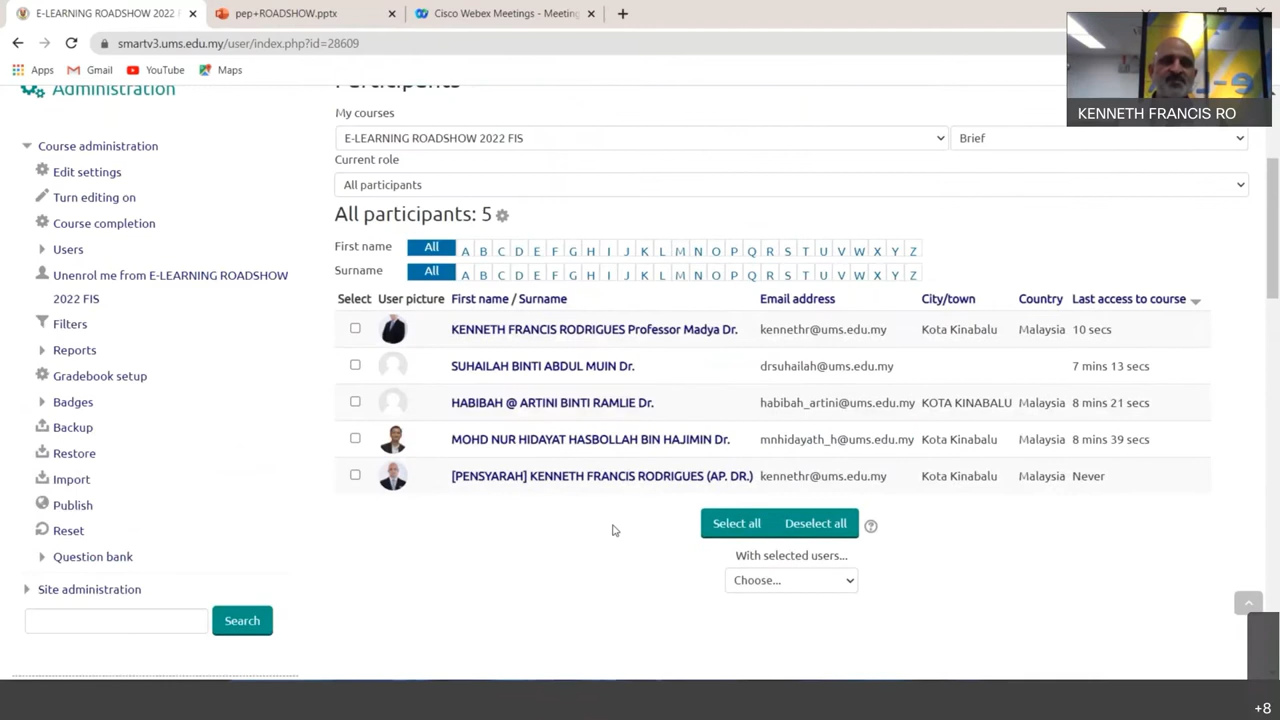 E-LEARNING ROADSHOW 2022 F
pep+ROADSHOW.pptx
Cisco Webex Meetings - Meeting
smartv3.ums.edu.my/user/index.php?id=28609
Apps
Gmail
YouTube
Maps
KENNETH FRANCIS RO
Administration
Course administration
Edit settings
Turn editing on
Course completion
Users
Unenrol me from E-LEARNING ROADSHOW
2022 FIS
Filters
Reports
Gradebook setup
Badges
Backup
Restore
Import
Publish
Reset
Question bank
Site administration
Search
Participants
My courses
E-LEARNING ROADSHOW 2022 FIS Brief
Current role
All participants
All participants: 5
First name All A B C D E F G H I J K L M N O P Q R S T U V W X Y Z
Surname All A B C D E F G H I J K L M N O P Q R S T U V W X Y Z
Select User picture First name / Surname Email address City/town Country Last access to course
KENNETH FRANCIS RODRIGUES Professor Madya Dr. kennethr@ums.edu.my Kota Kinabalu Malaysia 10 secs
SUHAILAH BINTI ABDUL MUIN Dr. drsuhailah@ums.edu.my Malaysia 7 mins 13 secs
HABIBAH @ ARTINI BINTI RAMLIE Dr. habibah_artini@ums.edu.my KOTA KINABALU Malaysia 8 mins 21 secs
MOHD NUR HIDAYAT HASBOLLAH BIN HAJIMIN Dr. mnhidayath_h@ums.edu.my Kota Kinabalu Malaysia 8 mins 39 secs
[PENSYARAH] KENNETH FRANCIS RODRIGUES (AP. DR.) kennethr@ums.edu.my Kota Kinabalu Malaysia Never
Select all Deselect all
With selected users...
Choose...
+8